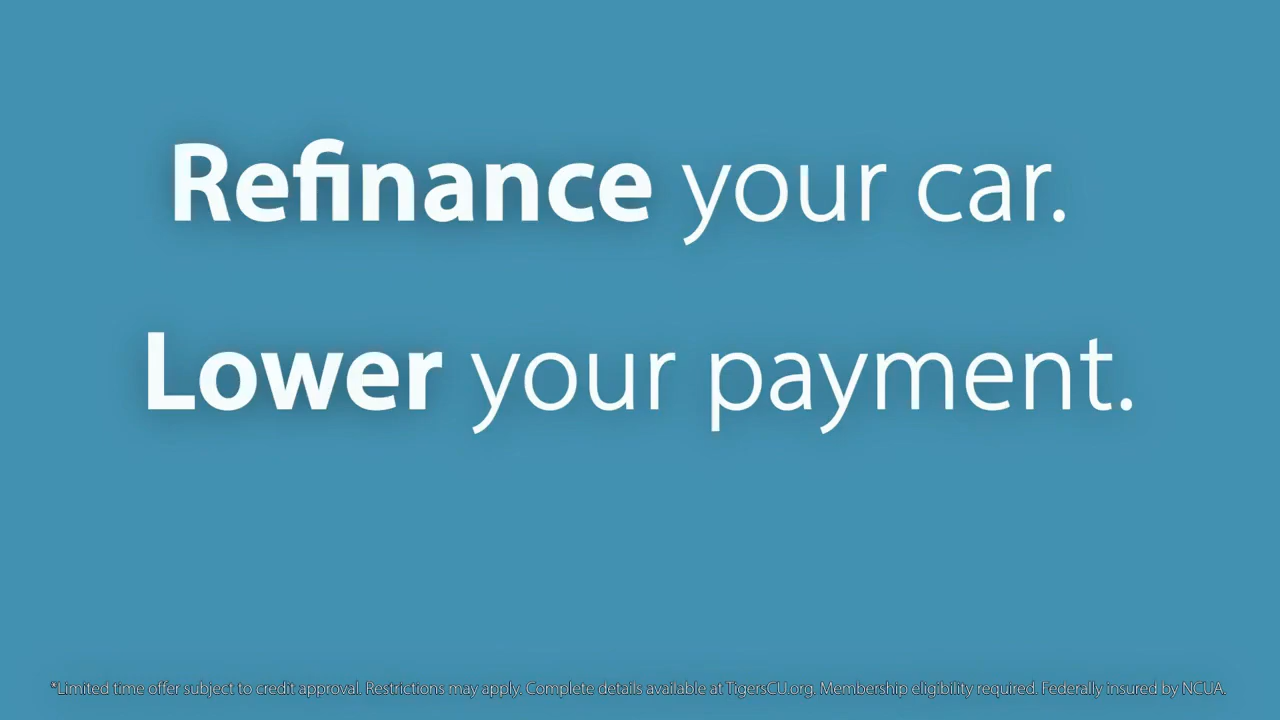 Refinance your car.
Lower your payment.
*Limited time offer subject to credit approval. Restrictions may apply. Complete details available at TigersCU.org. Membership eligibility required. Federally insured by NCUA.